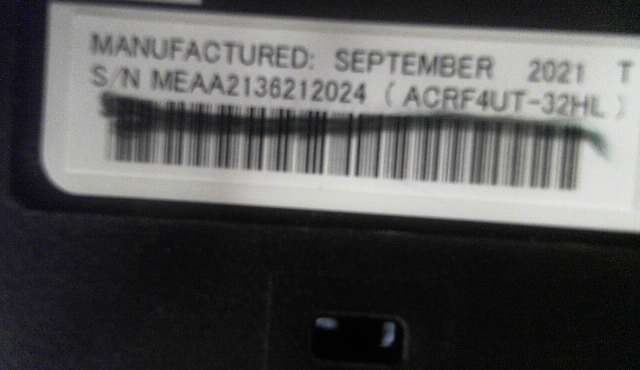 MANUFACTURED: SEPTEMBER 2021 T
S/N MEAA2136212024 ( ACRF4UT-32HL )